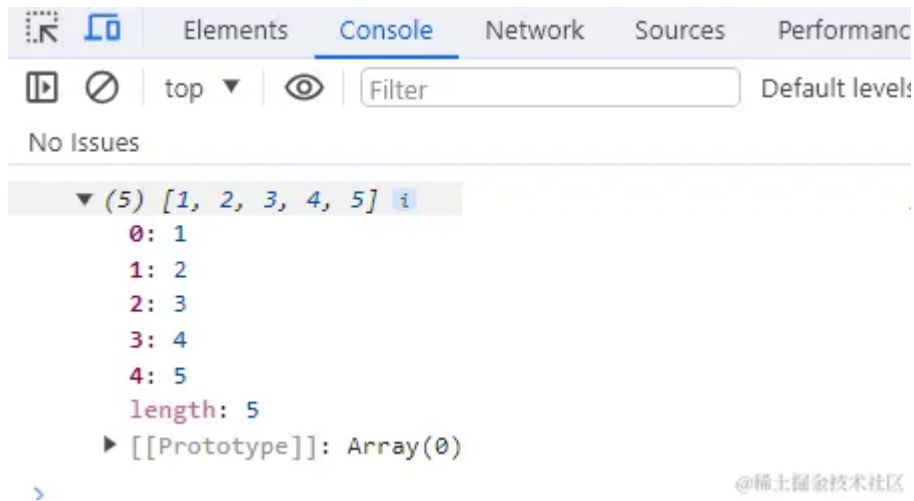 Elements Console Network Sources Performanc
top ▼ Filter Default levels
No Issues
▼ (5) [1, 2, 3, 4, 5] i
0: 1
1: 2
2: 3
3: 4
4: 5
length: 5
▶ [[Prototype]]: Array(0)
>
@稀土掘金技术社区